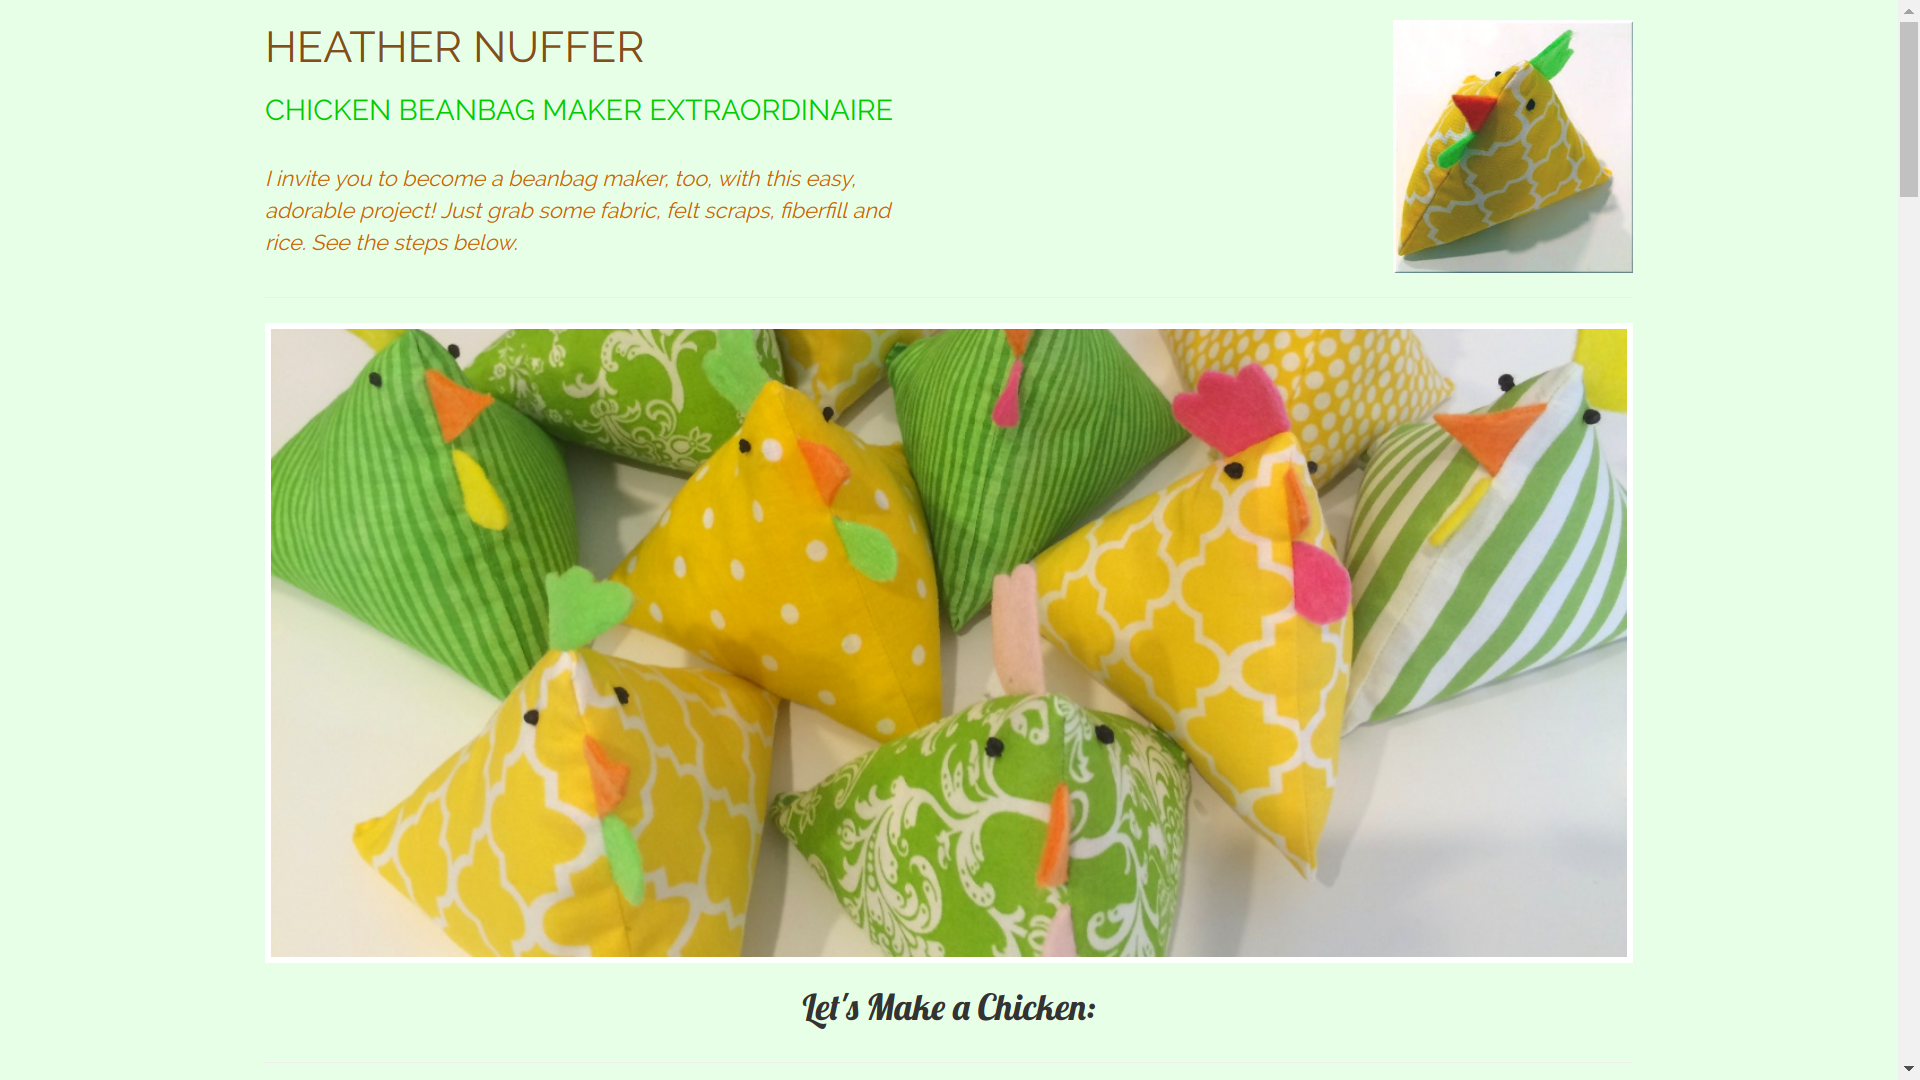 HEATHER NUFFER
CHICKEN BEANBAG MAKER EXTRAORDINAIRE
I invite you to become a beanbag maker, too, with this easy,
adorable project! Just grab some fabric, felt scraps, fiberfill and
rice. See the steps below.
Let's Make a Chicken: